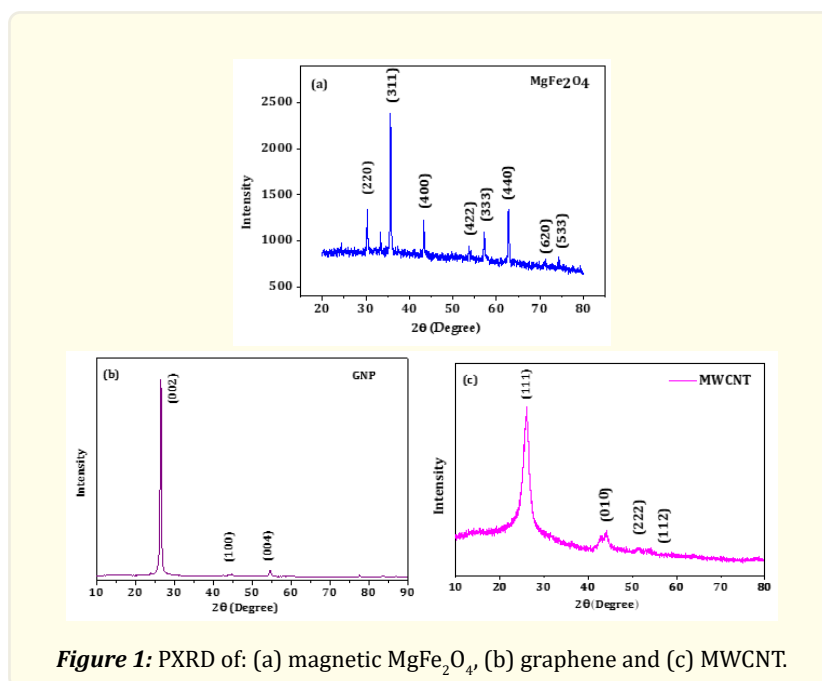 (a)
MgFe2O4
(311)
(220)
(400)
(422)
(333)
(440)
(620)
(533)
Intensity
2500
2000
1500
1000
500
20 30 40 50 60 70 80
2θ (Degree)
(b)
GNP
(002)
(100)
(004)
Intensity
10 20 30 40 50 60 70 80 90
2θ (Degree)
(c)
MWCNT
(111)
(010)
(222)
(112)
Intensity
10 20 30 40 50 60 70 80
2θ(Degree)
Figure 1: PXRD of: (a) magnetic MgFe₂O₄, (b) graphene and (c) MWCNT.